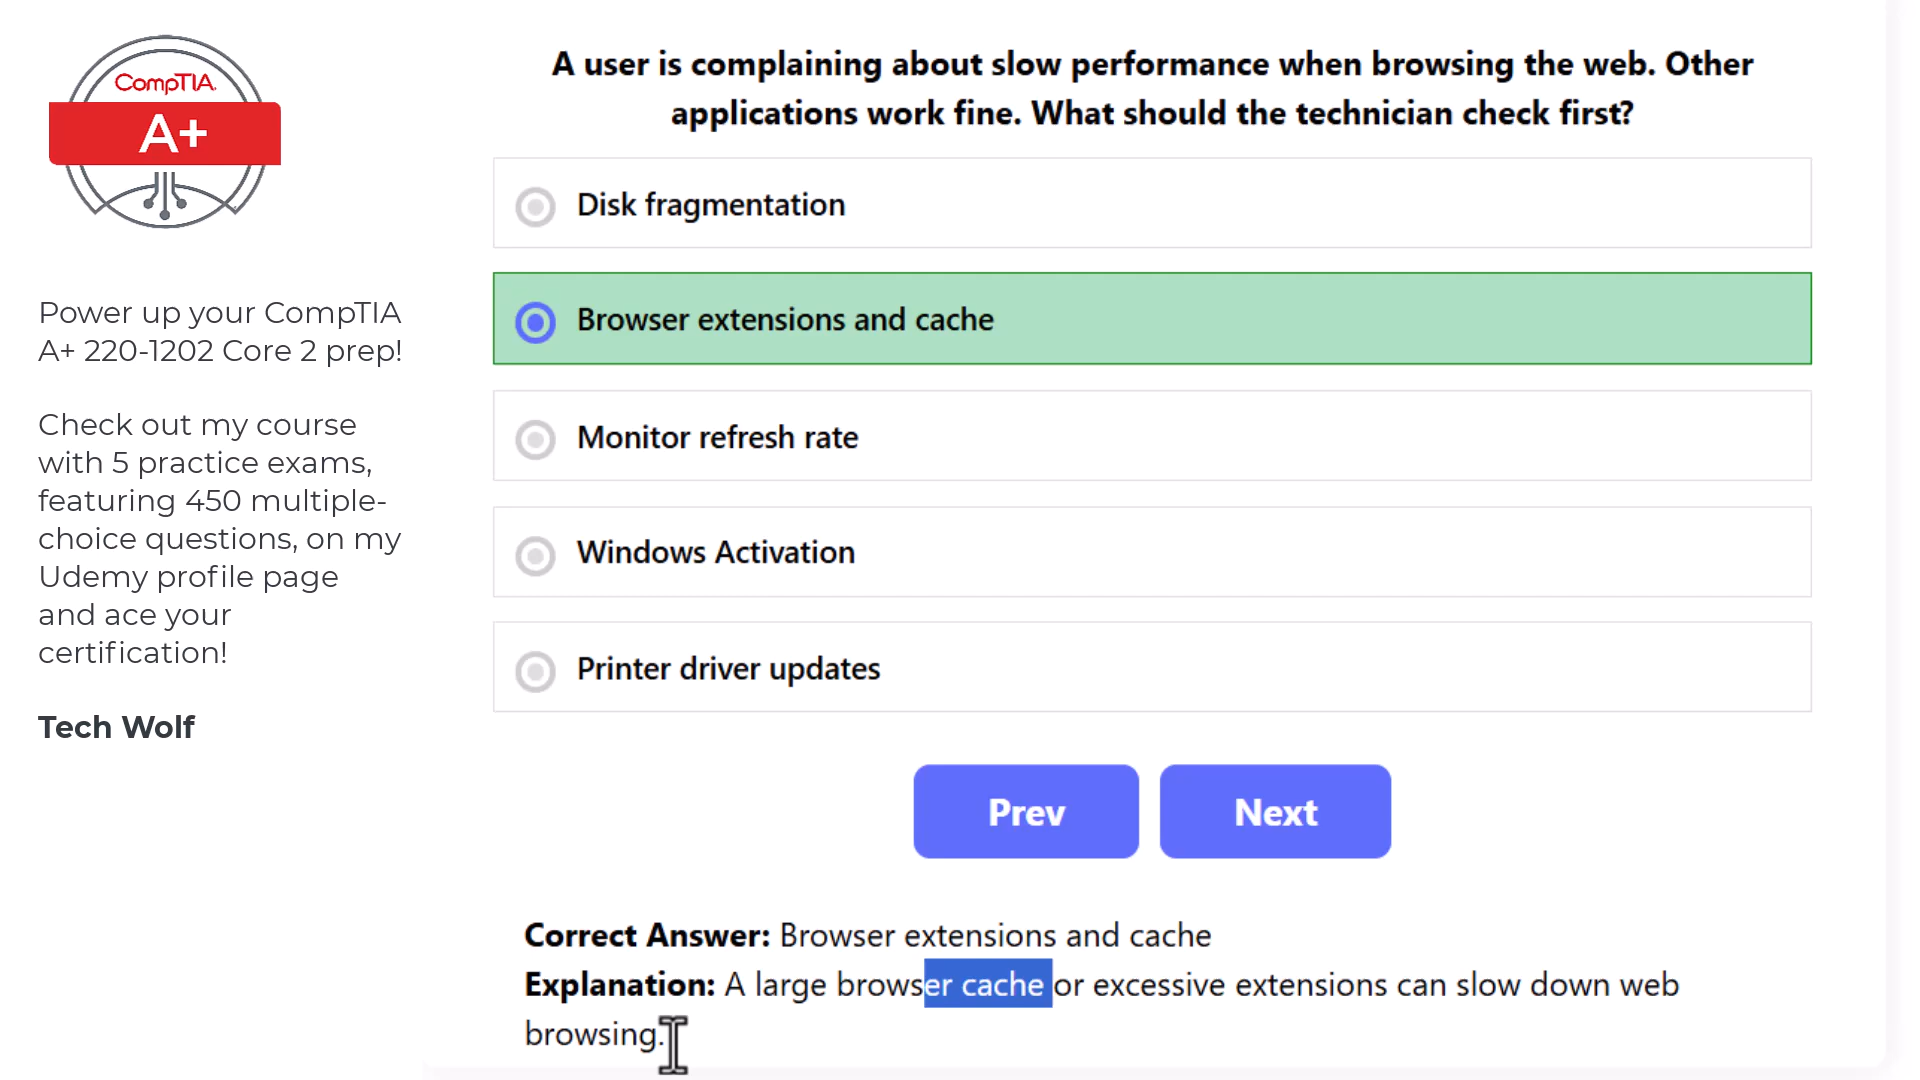 CompTIA.
A+
Power up your CompTIA
A+ 220-1202 Core 2 prep!
Check out my course
with 5 practice exams,
featuring 450 multiple-
choice questions, on my
Udemy profile page
and ace your
certification!
Tech Wolf
A user is complaining about slow performance when browsing the web. Other
applications work fine. What should the technician check first?
Disk fragmentation
Browser extensions and cache
Monitor refresh rate
Windows Activation
Printer driver updates
Prev
Next
Correct Answer: Browser extensions and cache
Explanation: A large browser cache or excessive extensions can slow down web
browsing.